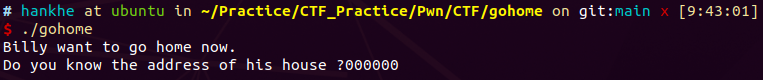 # hankhe at ubuntu in ~/Practice/CTF_Practice/Pwn/CTF/gohome on git:main x [9:43:01]
$ ./gohome
Billy want to go home now.
Do you know the address of his house ?000000